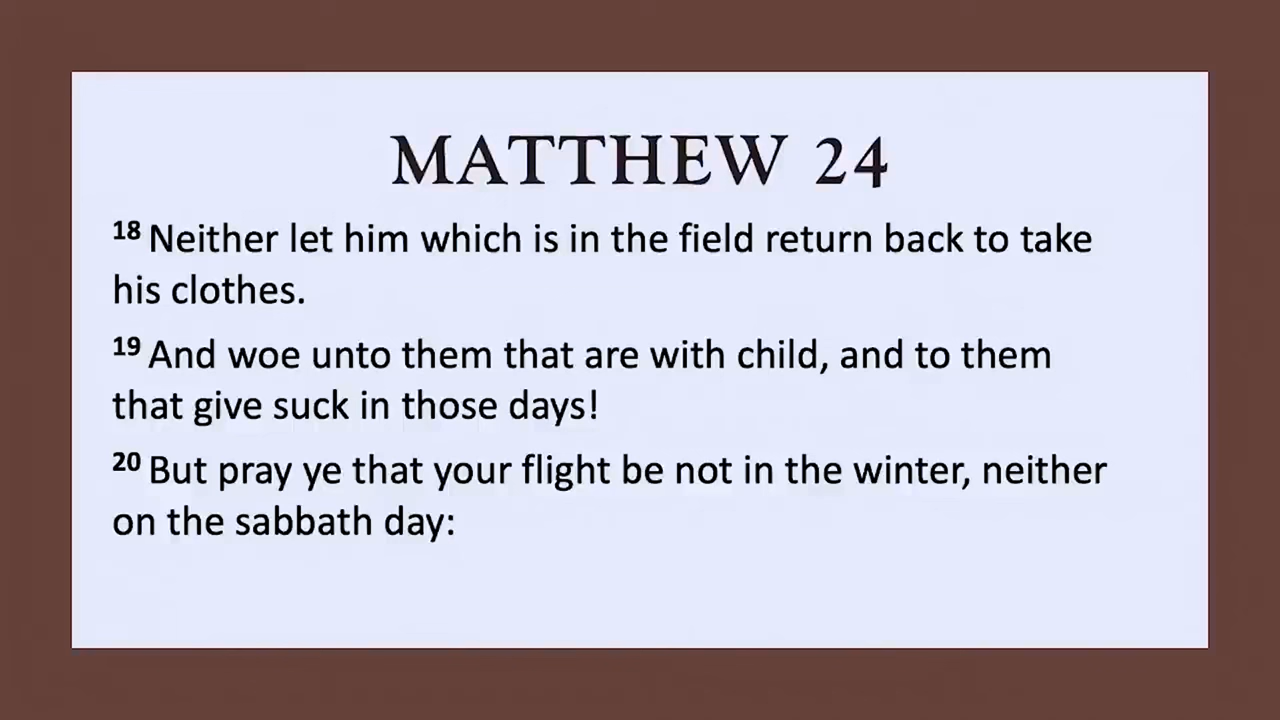 MATTHEW 24
18 Neither let him which is in the field return back to take
his clothes.
19 And woe unto them that are with child, and to them
that give suck in those days!
20 But pray ye that your flight be not in the winter, neither
on the sabbath day: